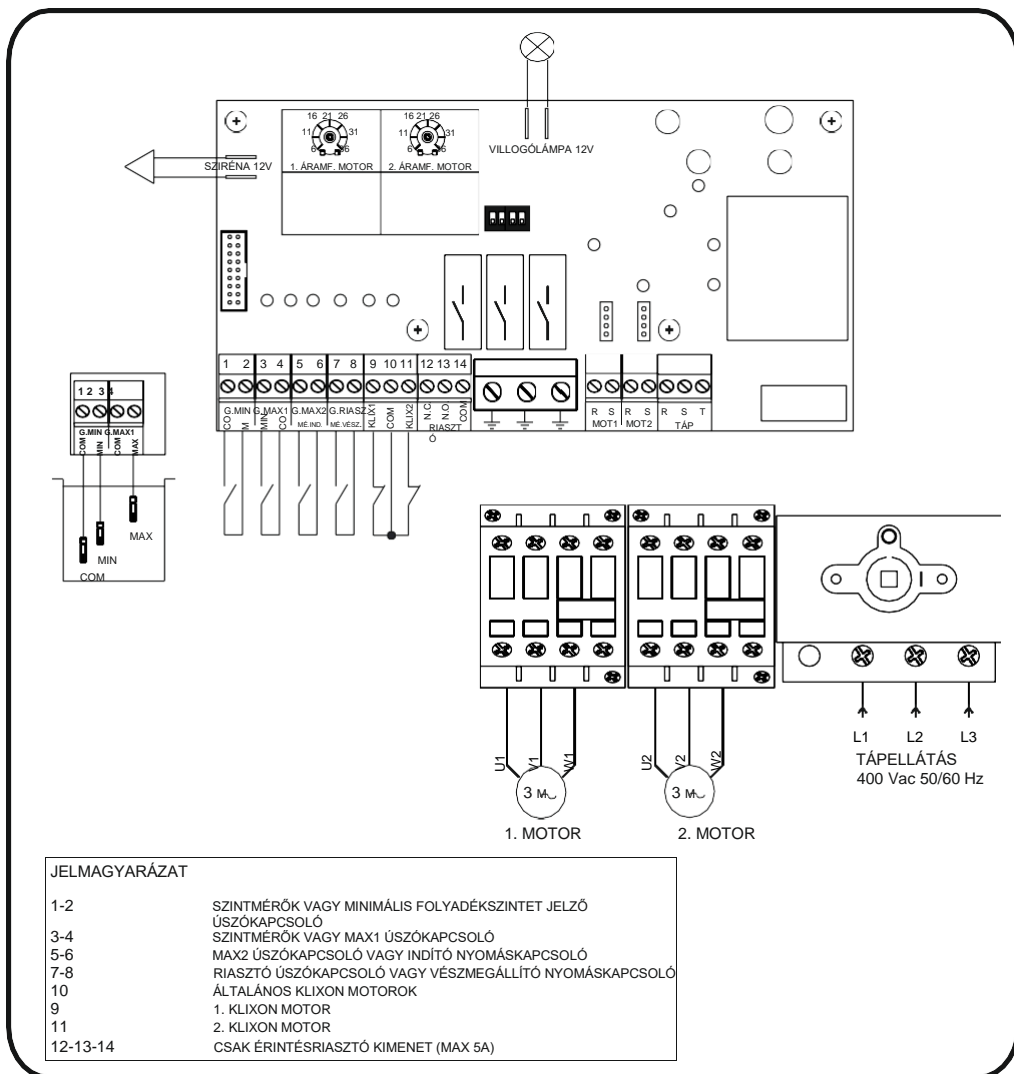 VILLOGÓLÁMPA 12V
SZIRÉNA 12V
6 11 16 21 26 31 36
6 11 16 21 26 31 36
1. ÁRAMF. MOTOR
2. ÁRAMF. MOTOR
1 2 3 4 5 6 7 8 9 10 11 12 13 14
G.MIN G.MAX1 G.MAX2 G.RIASZ.
MÉ.IND. MÉ.VÉSZ.
CO
M
MIN
CO
KLIX1
COM
KLIX2
N.C.
N.O.
COM
RIASZT
Ó
R S R S R S T
MOT1 MOT2 TÁP
1 2 3 4
G.MIN G.MAX1
COM
MIN
COM
MAX
MAX
MIN
COM
U1
V1
W1
U2
V2
W2
3 M
3 M
1. MOTOR
2. MOTOR
L1 L2 L3
TÁPELLÁTÁS
400 Vac 50/60 Hz
JELMAGYARÁZAT
1-2 SZINTMÉRŐK VAGY MINIMÁLIS FOLYADÉKSZINTET JELZŐ
ÚSZÓKAPCSOLÓ
3-4 SZINTMÉRŐK VAGY MAX1 ÚSZÓKAPCSOLÓ
5-6 MAX2 ÚSZÓKAPCSOLÓ VAGY INDÍTÓ NYOMÁSKAPCSOLÓ
7-8 RIASZTÓ ÚSZÓKAPCSOLÓ VAGY VÉSZMEGÁLLÍTÓ NYOMÁSKAPCSOLÓ
10 ÁLTALÁNOS KLIXON MOTOROK
9 1. KLIXON MOTOR
11 2. KLIXON MOTOR
12-13-14 CSAK ÉRINTÉSRIASZTÓ KIMENET (MAX 5A)